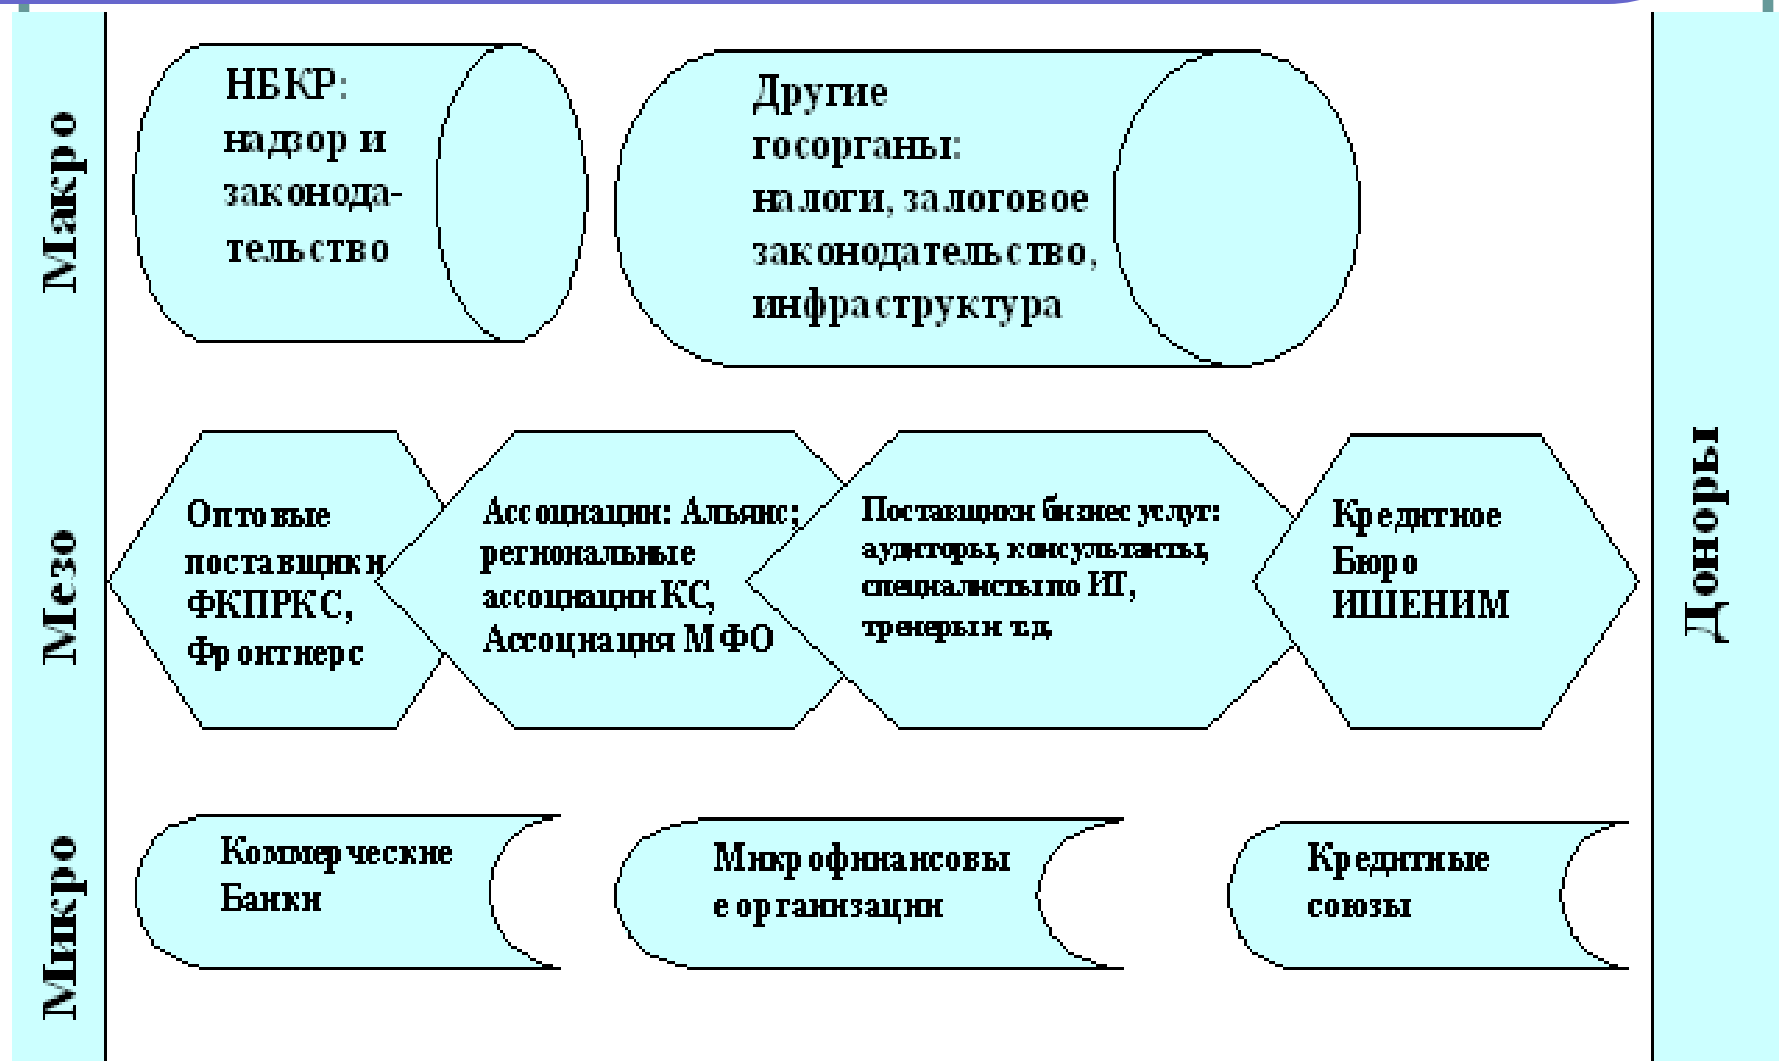 Макро
НБКР:
надзор и
законода-
тельство
Другие
госорганы:
налоги, залоговое
законодательство,
инфраструктура
Мезо
Оптовые
поставщики
ФКПРКС,
Фронтнерс
Ассоциации: Альянс;
региональные
ассоциации КС,
Ассоциация МФО
Поставщики бизнес услуг:
аудиторы, консультанты,
специалисты по ИТ,
тренеры и т.д.
Кредитное
Бюро
ИШЕНИМ
Доноры
Микро
Коммерческие
Банки
Микрофинансовы
е организации
Кредитные
союзы